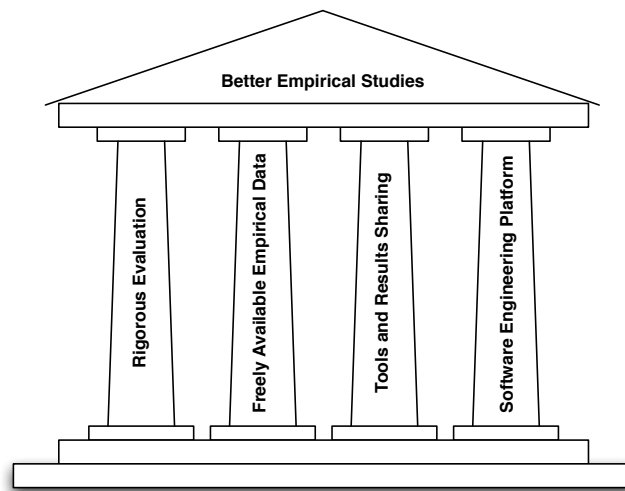 Better Empirical Studies
Rigorous Evaluation
Freely Available Empirical Data
Tools and Results Sharing
Software Engineering Platform